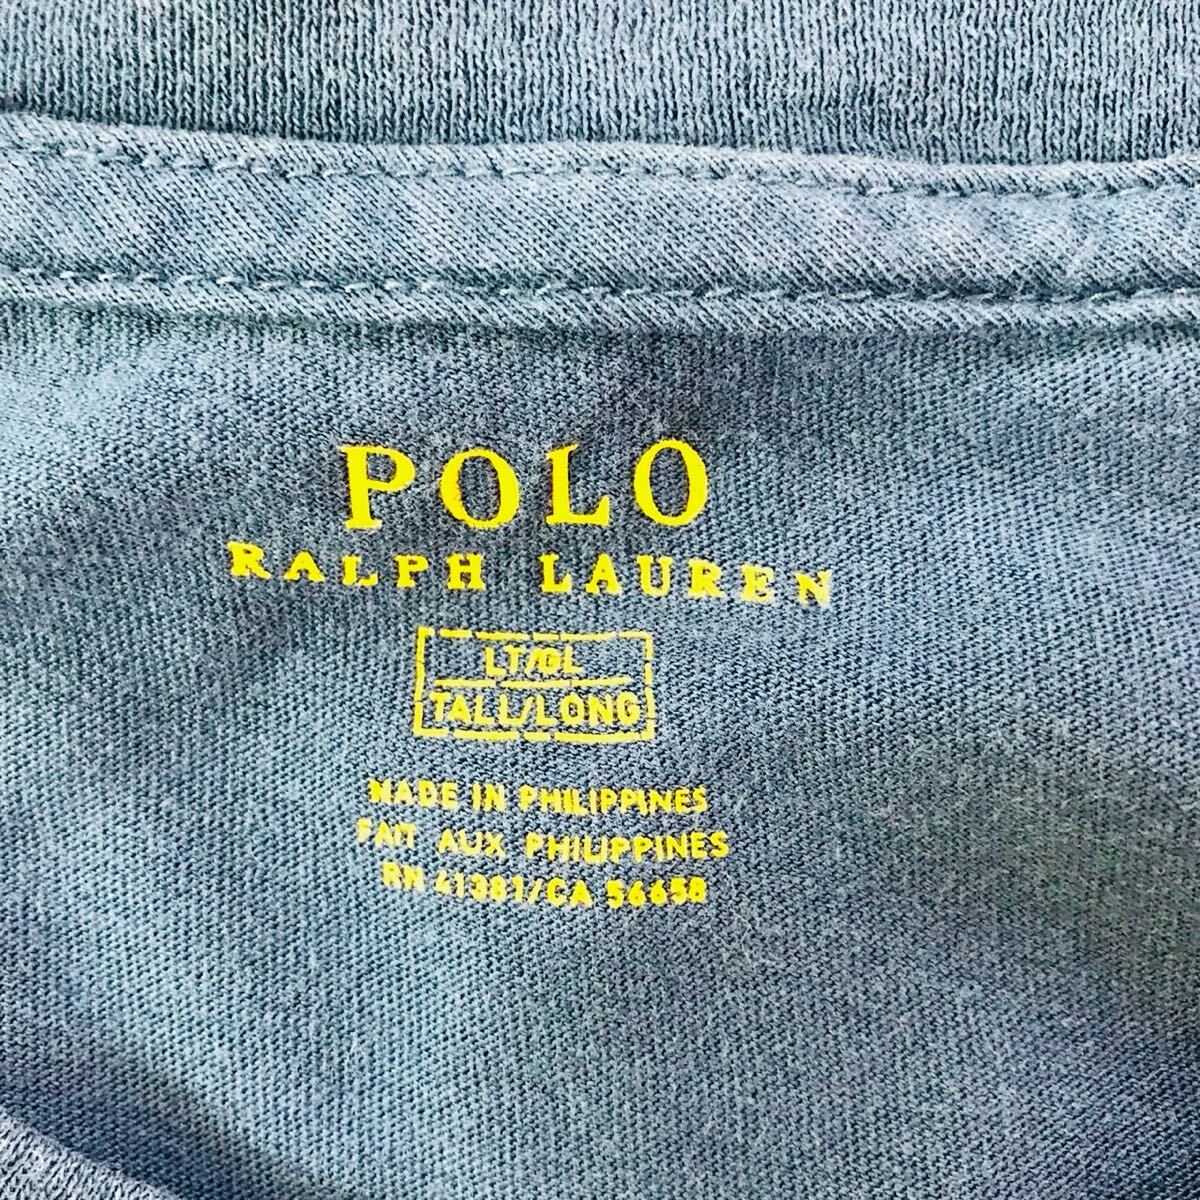 POLO
RALPH LAUREN
LT/GL
TALL/LONG
MADE IN PHILIPPINES
FAIT AUX PHILIPPINES
RN 41381/CA 56658